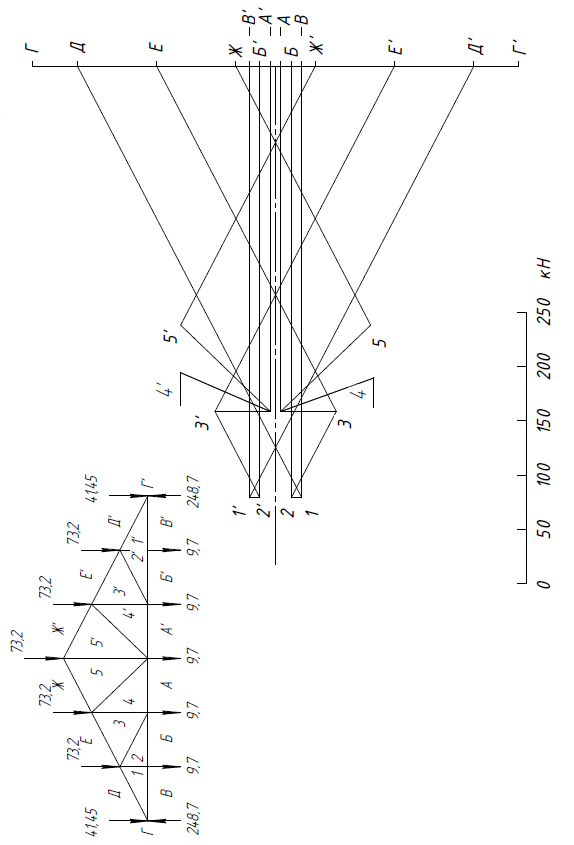 В' А' А В
Г Д Е Ж Б' Б Ж' Е' Д' Г'
5' 4' 3' 1' 2' 2 1 3 4 5
0 50 100 150 200 250 кН
73,2
73,2 73,2
Ж Ж'
73,2 73,2
Е Е'
41,45 41,45
Д Д'
5 5'
3 4 4' 3'
1 2 2' 1'
Г Г'
В Б А А' Б' В'
248,7 9,7 9,7 9,7 9,7 9,7 248,7